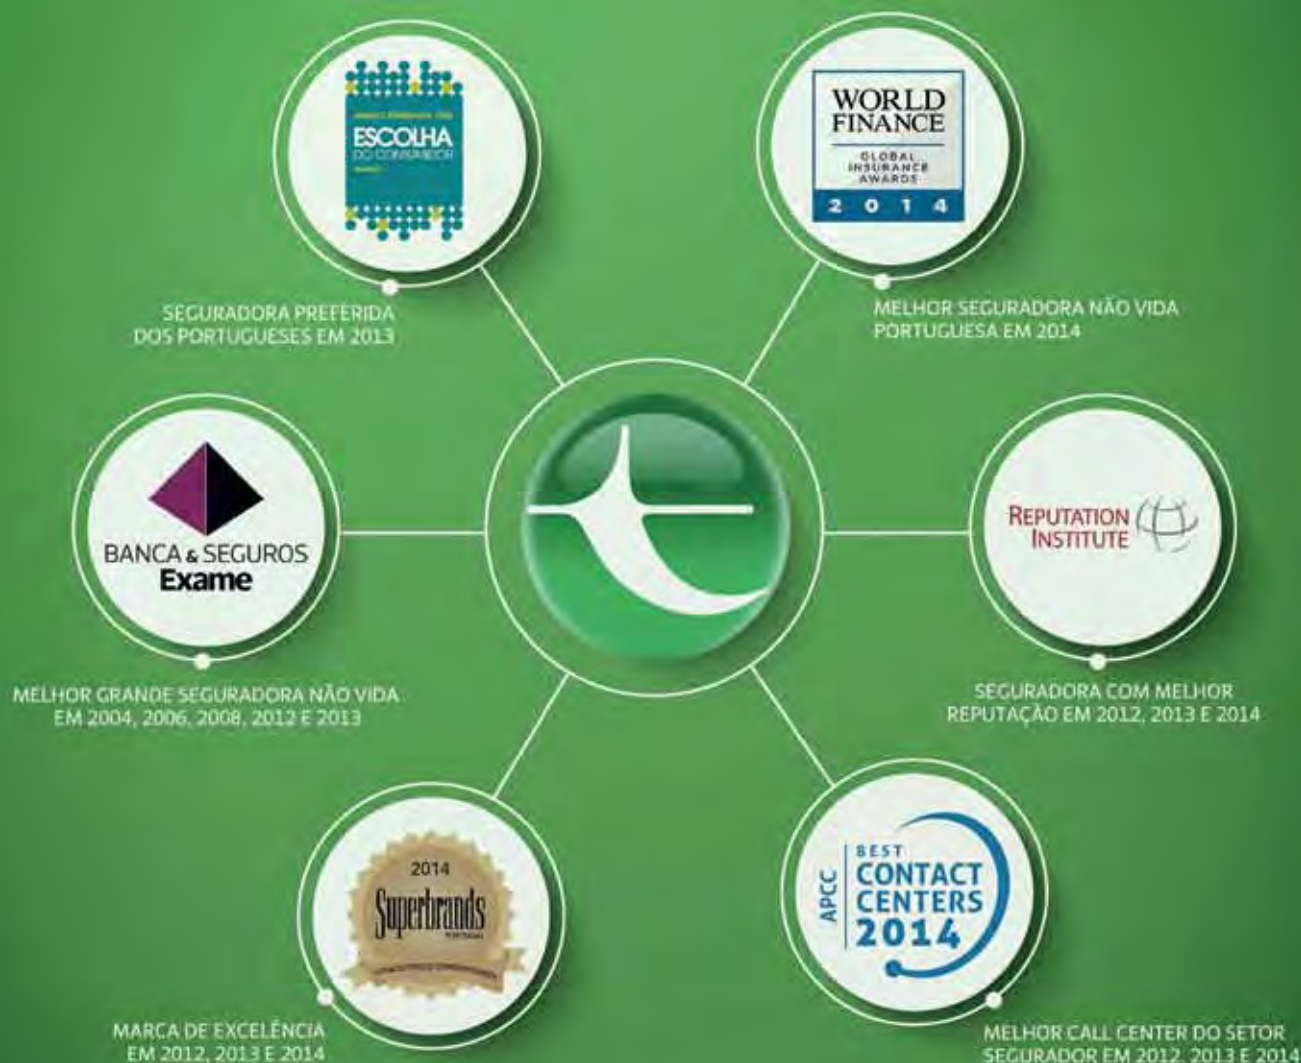 ESCOLHA
DO CONSUMIDOR
SEGURADORA PREFERIDA
DOS PORTUGUESES EM 2013
WORLD
FINANCE
GLOBAL
INSURANCE
AWARDS
2014
MELHOR SEGURADORA NÃO VIDA
PORTUGUESA EM 2014
BANCA & SEGUROS
Exame
MELHOR GRANDE SEGURADORA NÃO VIDA
EM 2004, 2006, 2008, 2012 E 2013
REPUTATION
INSTITUTE
SEGURADORA COM MELHOR
REPUTAÇÃO EM 2012, 2013 E 2014
2014
Superbrands
PORTUGAL
MARCA DE EXCELÊNCIA
EM 2012, 2013 E 2014
APCC
BEST
CONTACT
CENTERS
2014
MELHOR CALL CENTER DO SETOR
SEGURADOR EM 2012, 2013 E 2014